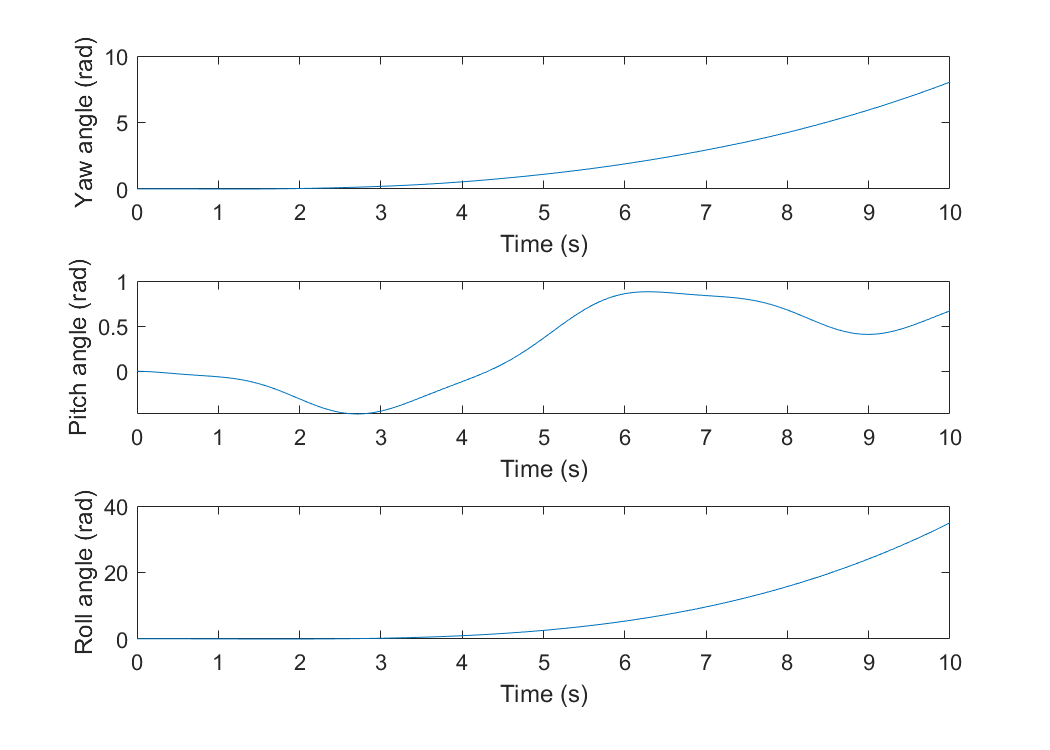 Yaw angle (rad)
10
5
0
0 1 2 3 4 5 6 7 8 9 10
Time (s)
Pitch angle (rad)
1
0.5
0
0 1 2 3 4 5 6 7 8 9 10
Time (s)
Roll angle (rad)
40
20
0
0 1 2 3 4 5 6 7 8 9 10
Time (s)